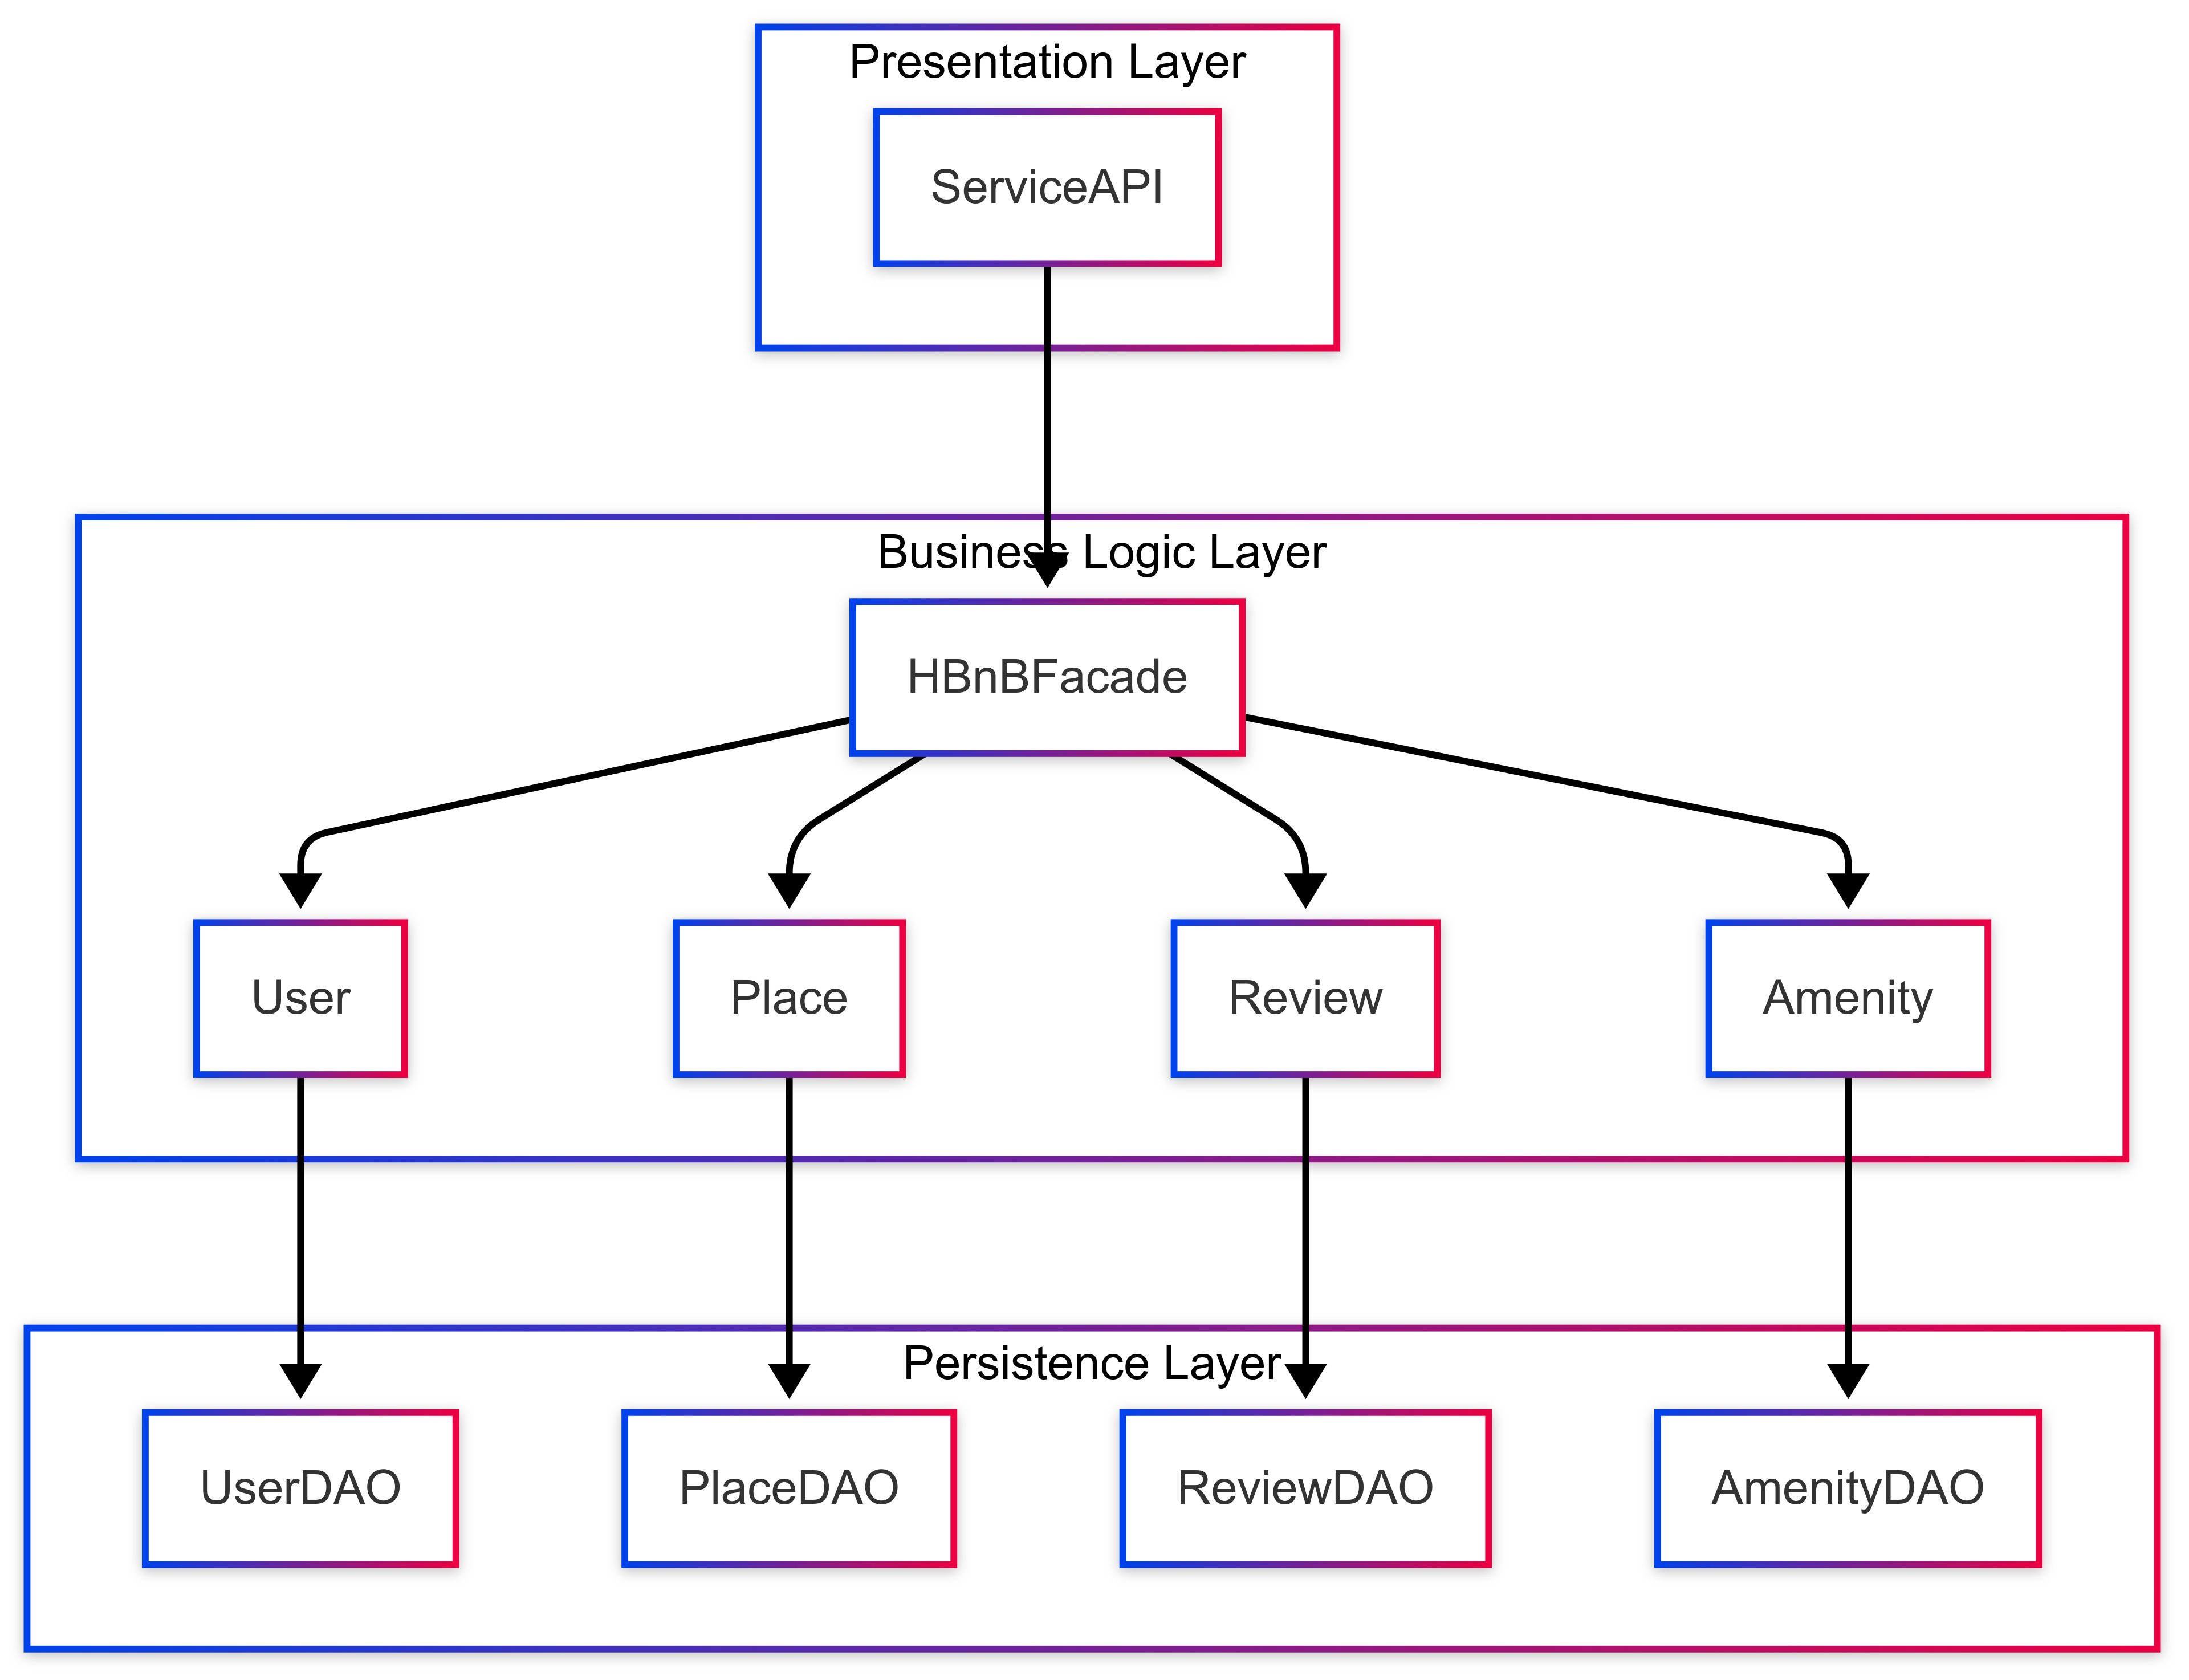 Presentation Layer
ServiceAPI
Business Logic Layer
HBnBFacade
User
Place
Review
Amenity
Persistence Layer
UserDAO
PlaceDAO
ReviewDAO
AmenityDAO